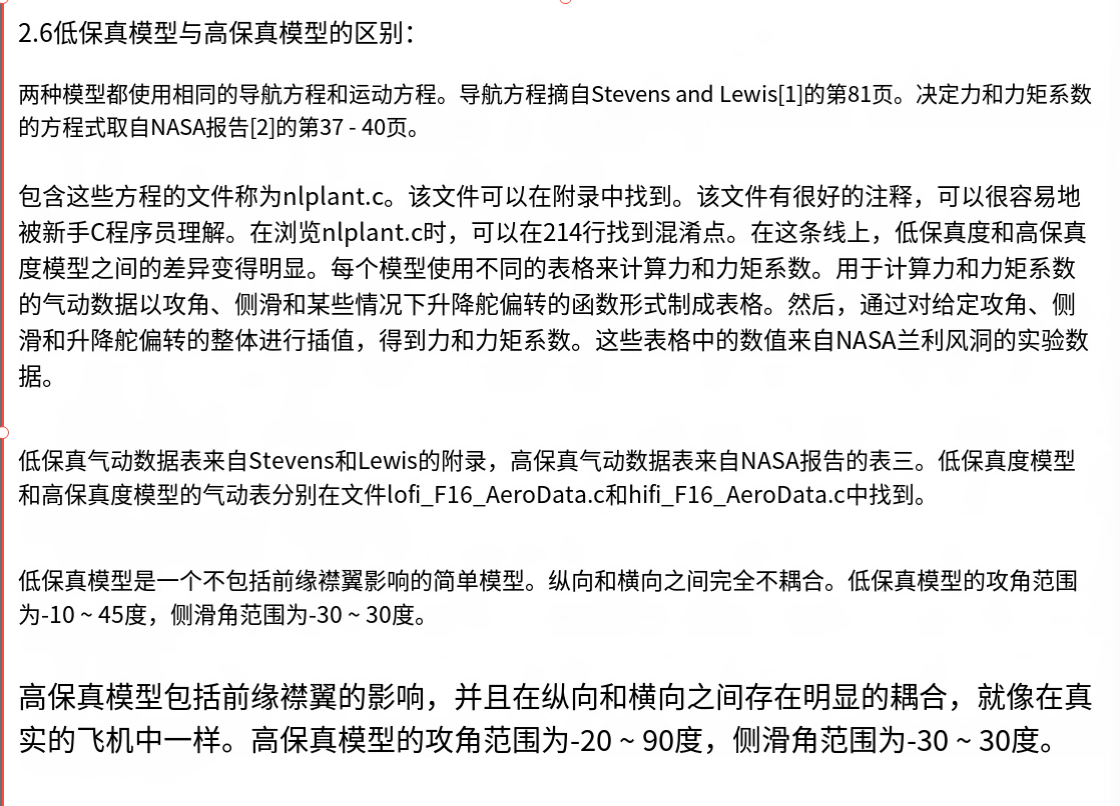 2.6低保真模型与高保真模型的区别：
两种模型都使用相同的导航方程和运动方程。导航方程摘自Stevens and Lewis[1]的第81页。决定力和力矩系数
的方程式取自NASA报告[2]的第37 - 40页。
包含这些方程的文件称为nlplant.c。该文件可以在附录中找到。该文件有很好的注释，可以很容易地
被新手C程序员理解。在浏览nlplant.c时，可以在214行找到混淆点。在这条线上，低保真度和高保真
度模型之间的差异变得明显。每个模型使用不同的表格来计算力和力矩系数。用于计算力和力矩系数
的气动数据以攻角、侧滑和某些情况下升降舵偏转的函数形式制成表格。然后，通过对给定攻角、侧
滑和升降舵偏转的整体进行插值，得到力和力矩系数。这些表格中的数值来自NASA兰利风洞的实验数
据。
低保真气动数据表来自Stevens和Lewis的附录，高保真气动数据表来自NASA报告的表三。低保真度模型
和高保真度模型的气动表分别在文件lofi_F16_AeroData.c和hifi_F16_AeroData.c中找到。
低保真模型是一个不包括前缘襟翼影响的简单模型。纵向和横向之间完全不耦合。低保真模型的攻角范围
为-10 ~ 45度，侧滑角范围为-30 ~ 30度。
高保真模型包括前缘襟翼的影响，并且在纵向和横向之间存在明显的耦合，就像在真
实的飞机中一样。高保真模型的攻角范围为-20 ~ 90度，侧滑角范围为-30 ~ 30度。